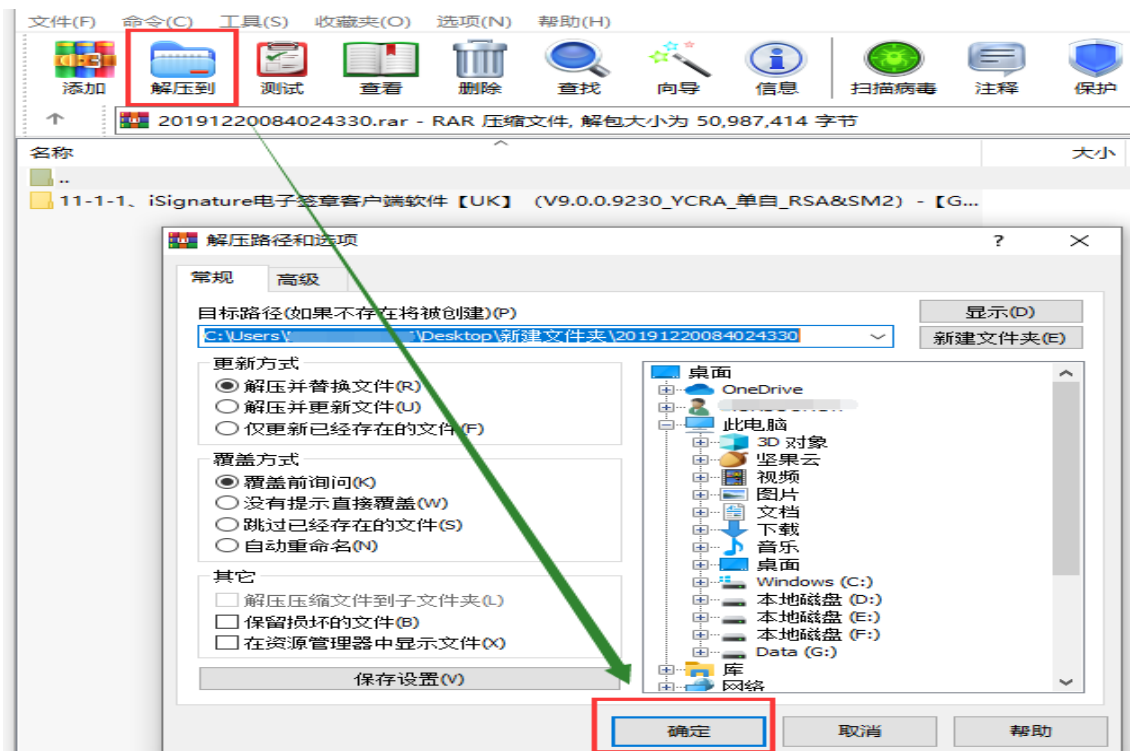 文件(F) 命令(C) 工具(S) 收藏夹(O) 选项(N) 帮助(H)
添加 解压到 测试 查看 删除 查找 向导 信息 扫描病毒 注释 保护
20191220084024330.rar - RAR 压缩文件, 解包大小为 50,987,414 字节
名称 大小
..
11-1-1、iSignature电子签章客户端软件【UK】 (V9.0.0.9230_YCRA_单自_RSA&SM2) -【G...
解压路径和选项 ?
常规 高级
目标路径(如果不存在将被创建)(P) 显示(D)
C:\Users\ \Desktop\新建文件夹\20191220084024330 新建文件夹(E)
更新方式
解压并替换文件(R)
解压并更新文件(U)
仅更新已经存在的文件(F)
覆盖方式
覆盖前询问(K)
没有提示直接覆盖(W)
跳过已经存在的文件(S)
自动重命名(N)
其它
解压压缩文件到子文件夹(L)
保留损坏的文件(B)
在资源管理器中显示文件(X)
保存设置(V)
桌面
OneDrive
此电脑
3D 对象
坚果云
视频
图片
文档
下载
音乐
桌面
Windows (C:)
本地磁盘 (D:)
本地磁盘 (E:)
本地磁盘 (F:)
Data (G:)
库
网络
确定 取消 帮助